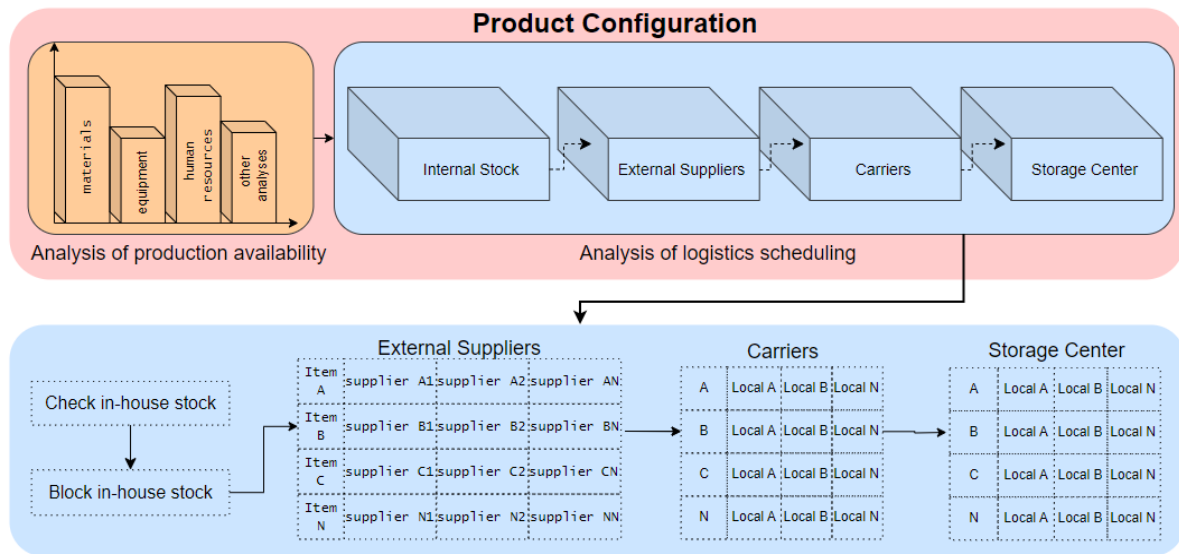 Product Configuration
materials
equipment
human
resources
other
analyses
Internal Stock
External Suppliers
Carriers
Storage Center
Analysis of production availability
Analysis of logistics scheduling
External Suppliers
Carriers
Storage Center
Check in-house stock
Block in-house stock
Item
A
supplier A1
supplier A2
supplier AN
Item
B
supplier B1
supplier B2
supplier BN
Item
C
supplier C1
supplier C2
supplier CN
Item
N
supplier N1
supplier N2
supplier NN
A Local A Local B Local N
B Local A Local B Local N
C Local A Local B Local N
N Local A Local B Local N
A Local A Local B Local N
B Local A Local B Local N
C Local A Local B Local N
N Local A Local B Local N